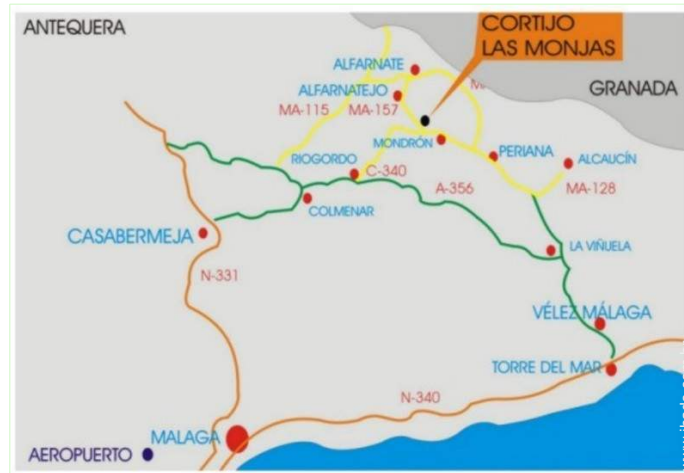 ANTEQUERA
CORTIJO
LAS MONJAS
ALFARNATE
GRANADA
ALFARNATEJO
MA-115
MA-157
MONDRÓN
PERIANA
ALCAUCÍN
RIOGORDO
C-340
A-356
MA-128
COLMENAR
CASABERMEJA
LA VIÑUELA
N-331
VÉLEZ MÁLAGA
TORRE DEL MAR
N-340
MALAGA
AEROPUERTO